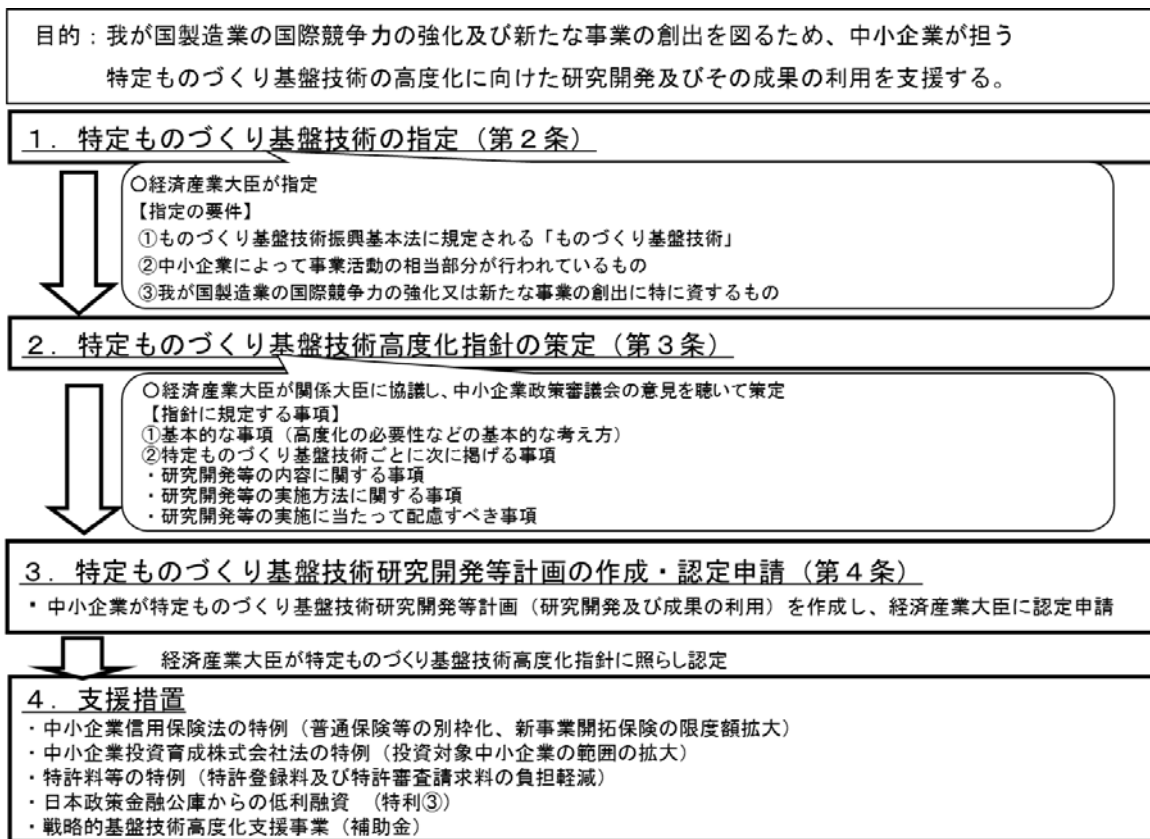 目的：我が国製造業の国際競争力の強化及び新たな事業の創出を図るため、中小企業が担う
特定ものづくり基盤技術の高度化に向けた研究開発及びその成果の利用を支援する。
１．特定ものづくり基盤技術の指定（第２条）
○経済産業大臣が指定
【指定の要件】
①ものづくり基盤技術振興基本法に規定される「ものづくり基盤技術」
②中小企業によって事業活動の相当部分が行われているもの
③我が国製造業の国際競争力の強化又は新たな事業の創出に特に資するもの
２．特定ものづくり基盤技術高度化指針の策定（第３条）
○経済産業大臣が関係大臣に協議し、中小企業政策審議会の意見を聴いて策定
【指針に規定する事項】
①基本的な事項（高度化の必要性などの基本的な考え方）
②特定ものづくり基盤技術ごとに次に掲げる事項
・研究開発等の内容に関する事項
・研究開発等の実施方法に関する事項
・研究開発等の実施に当たって配慮すべき事項
３．特定ものづくり基盤技術研究開発等計画の作成・認定申請（第４条）
・中小企業が特定ものづくり基盤技術研究開発等計画（研究開発及び成果の利用）を作成し、経済産業大臣に認定申請
経済産業大臣が特定ものづくり基盤技術高度化指針に照らし認定
４．支援措置
・中小企業信用保険法の特例（普通保険等の別枠化、新事業開拓保険の限度額拡大）
・中小企業投資育成株式会社法の特例（投資対象中小企業の範囲の拡大）
・特許料等の特例（特許登録料及び特許審査請求料の負担軽減）
・日本政策金融公庫からの低利融資　（特利③）
・戦略的基盤技術高度化支援事業（補助金）